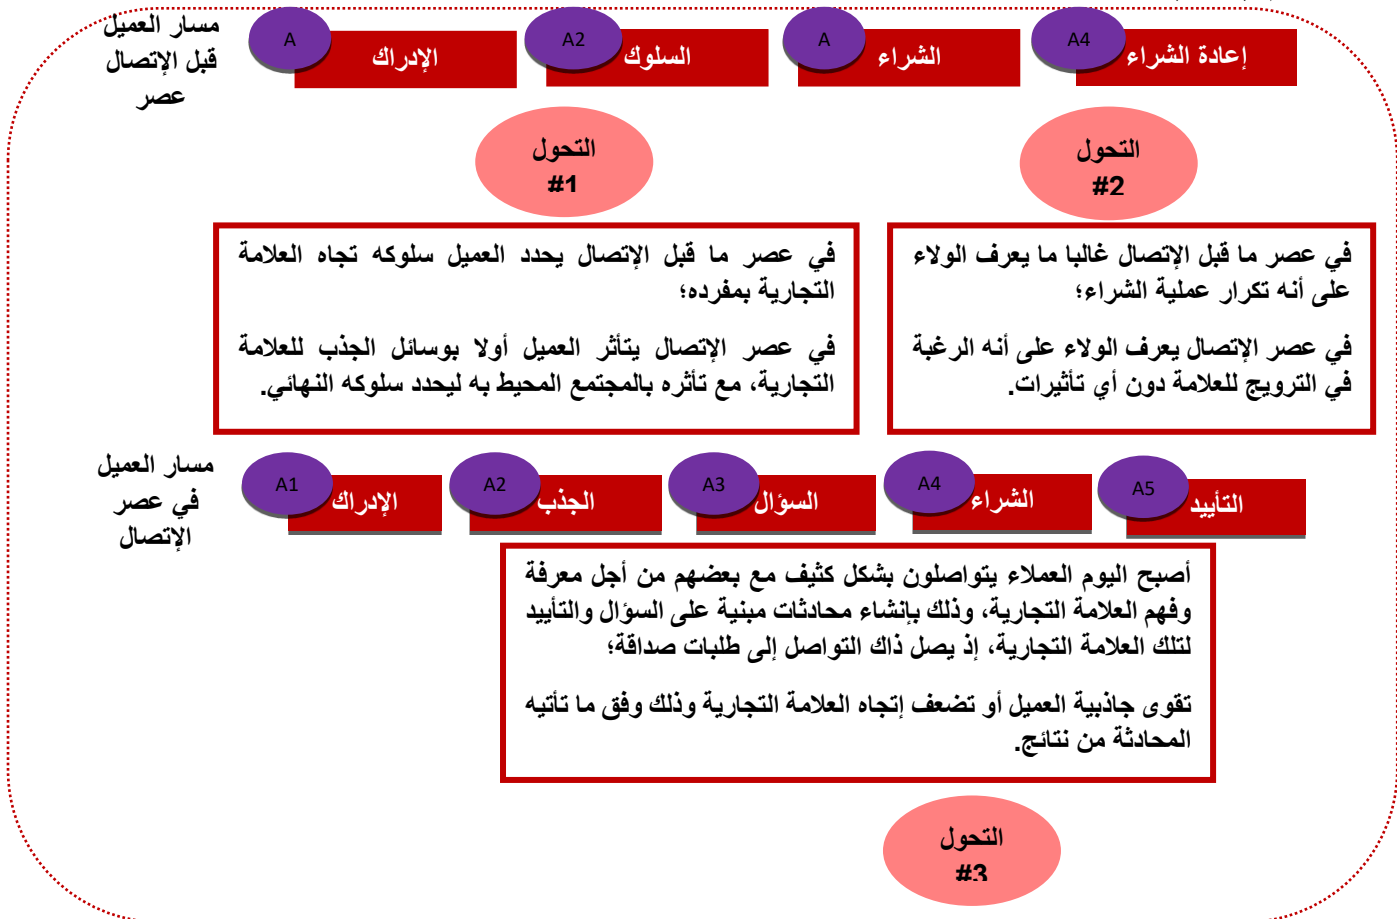 مسار العميل
قبل الإتصال
عصر
A
الإدراك
A2
السلوك
A
الشراء
A4
إعادة الشراء
التحول
#1
التحول
#2
في عصر ما قبل الإتصال يحدد العميل سلوكه تجاه العلامة
التجارية بمفرده؛
في عصر الإتصال يتأثر العميل أولا بوسائل الجذب للعلامة
التجارية، مع تأثره بالمجتمع المحيط به ليحدد سلوكه النهائي.
في عصر ما قبل الإتصال غالبا ما يعرف الولاء
على أنه تكرار عملية الشراء؛
في عصر الإتصال يعرف الولاء على أنه الرغبة
في الترويج للعلامة دون أي تأثيرات.
مسار العميل
في عصر
الإتصال
A1
الإدراك
A2
الجذب
A3
السؤال
A4
الشراء
A5
التأييد
أصبح اليوم العملاء يتواصلون بشكل كثيف مع بعضهم من أجل معرفة
وفهم العلامة التجارية، وذلك بإنشاء محادثات مبنية على السؤال والتأييد
لتلك العلامة التجارية، إذ يصل ذاك التواصل إلى طلبات صداقة؛
تقوى جاذبية العميل أو تضعف إتجاه العلامة التجارية وذلك وفق ما تأتيه
المحادثة من نتائج.
التحول
#3